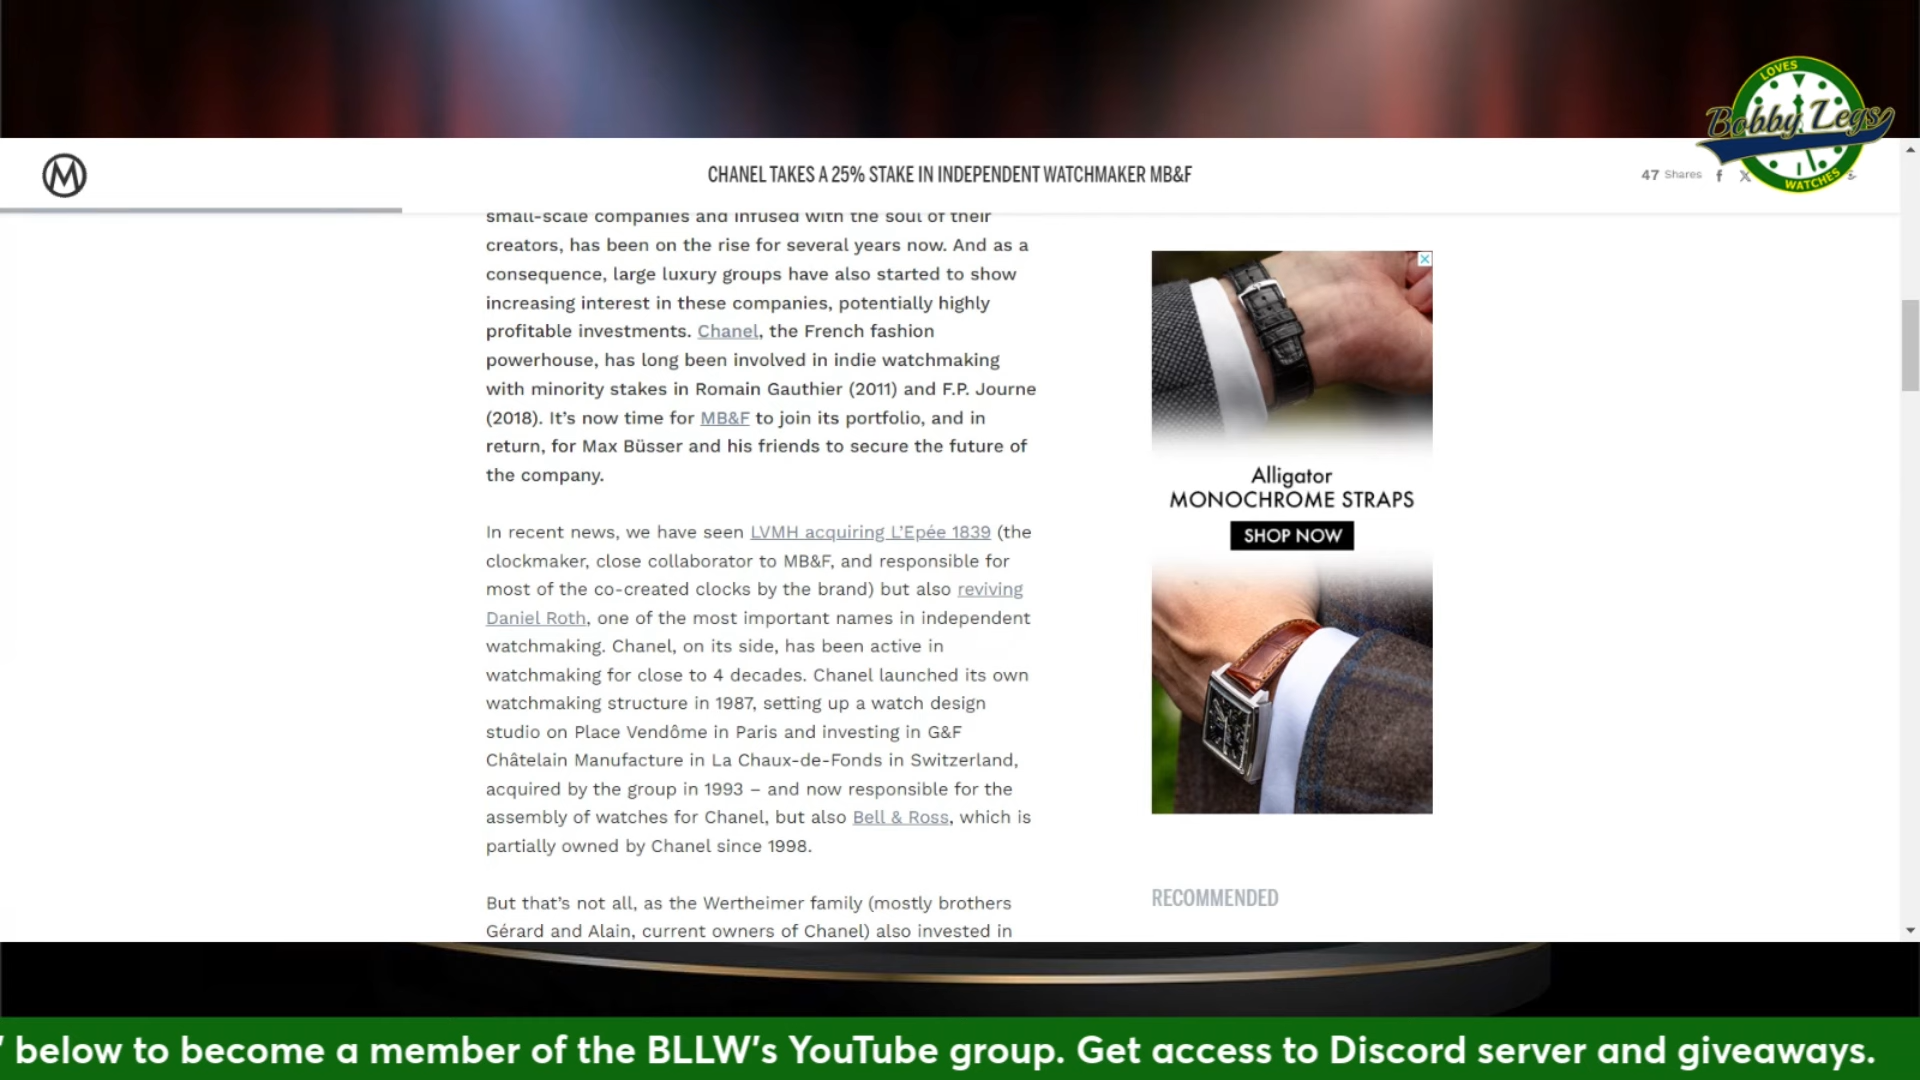 LOVES
Bobby Legs
WATCHES
M
CHANEL TAKES A 25% STAKE IN INDEPENDENT WATCHMAKER MB&F
47 Shares
small-scale companies and infused with the soul of their
creators, has been on the rise for several years now. And as a
consequence, large luxury groups have also started to show
increasing interest in these companies, potentially highly
profitable investments. Chanel, the French fashion
powerhouse, has long been involved in indie watchmaking
with minority stakes in Romain Gauthier (2011) and F.P. Journe
(2018). It's now time for MB&F to join its portfolio, and in
return, for Max Büsser and his friends to secure the future of
the company.
In recent news, we have seen LVMH acquiring L'Epée 1839 (the
clockmaker, close collaborator to MB&F, and responsible for
most of the co-created clocks by the brand) but also reviving
Daniel Roth, one of the most important names in independent
watchmaking. Chanel, on its side, has been active in
watchmaking for close to 4 decades. Chanel launched its own
watchmaking structure in 1987, setting up a watch design
studio on Place Vendôme in Paris and investing in G&F
Châtelain Manufacture in La Chaux-de-Fonds in Switzerland,
acquired by the group in 1993 – and now responsible for the
assembly of watches for Chanel, but also Bell & Ross, which is
partially owned by Chanel since 1998.
But that's not all, as the Wertheimer family (mostly brothers
Gérard and Alain, current owners of Chanel) also invested in
Alligator
MONOCHROME STRAPS
SHOP NOW
RECOMMENDED
' below to become a member of the BLLW's YouTube group. Get access to Discord server and giveaways.